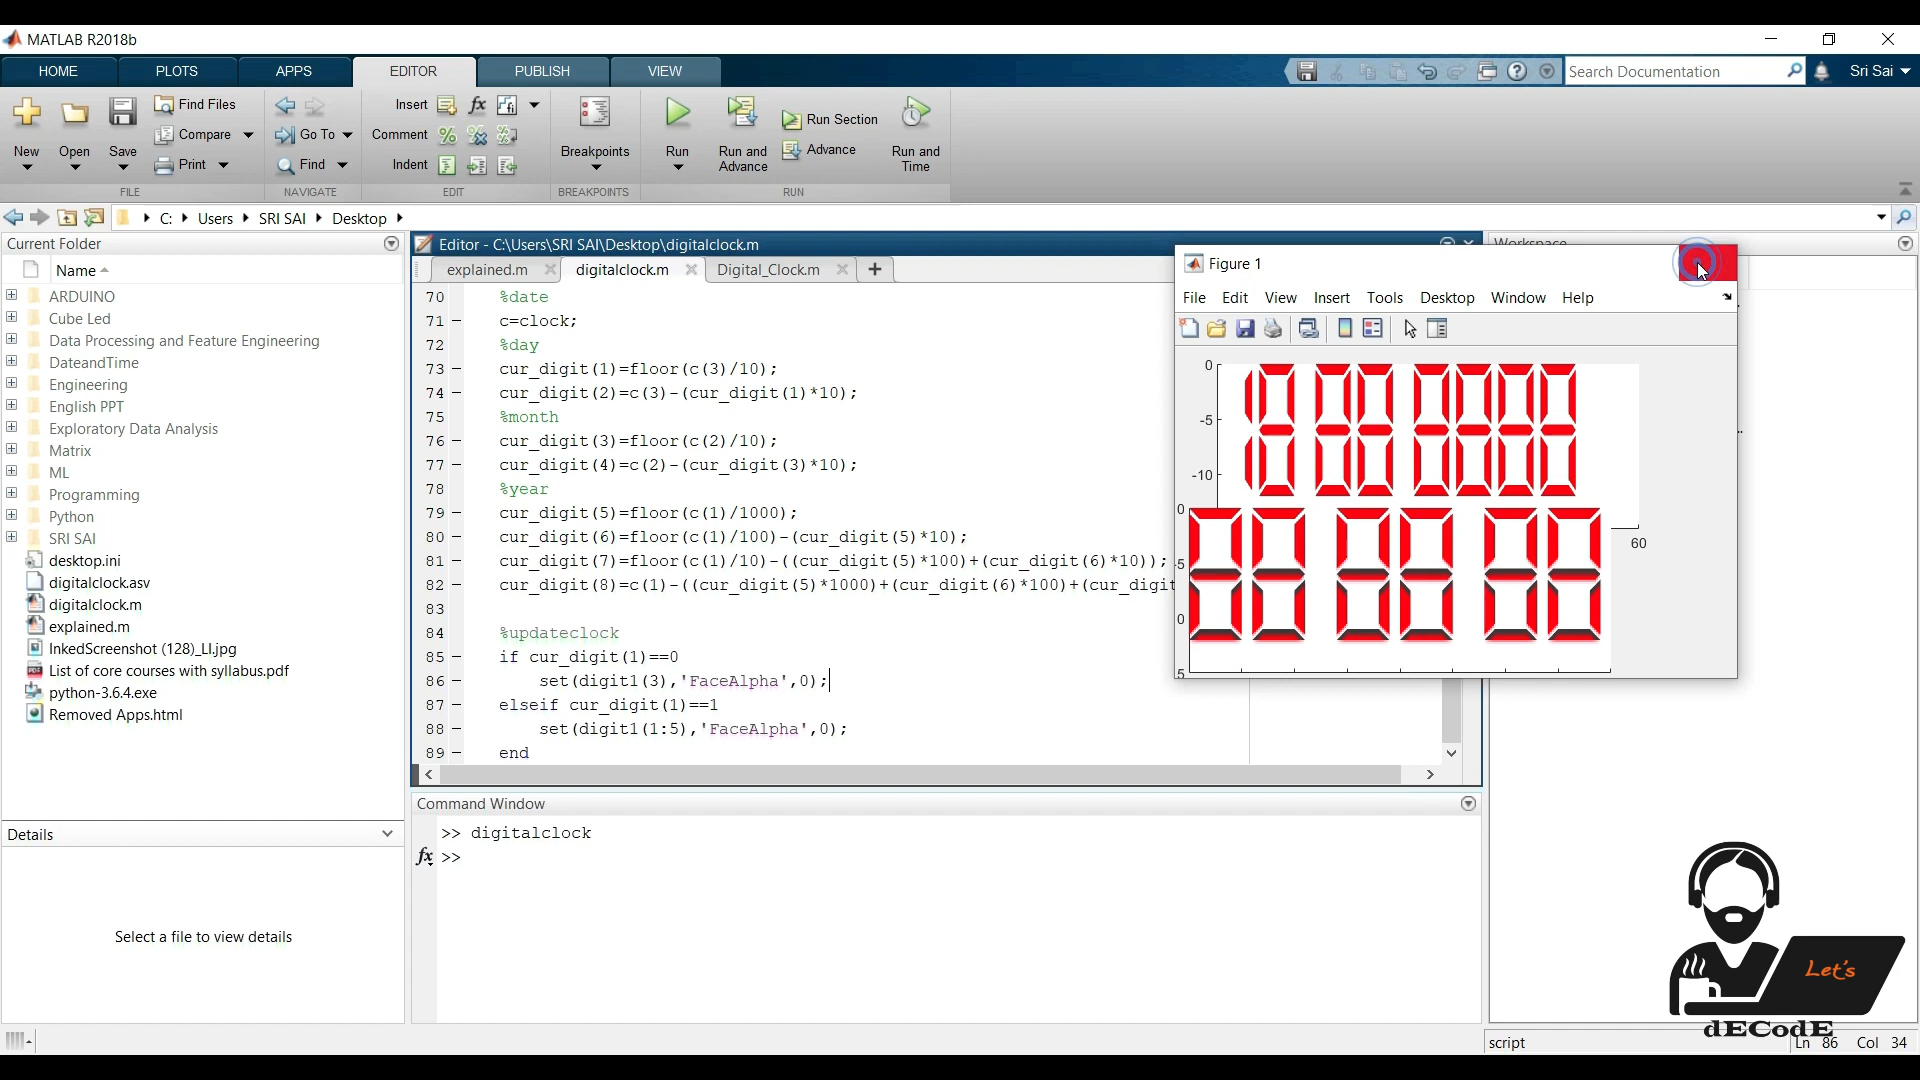 MATLAB R2018b
HOME PLOTS APPS EDITOR PUBLISH VIEW Search Documentation Sri Sai
New Open Save Find Files Compare Print Go To Find Insert fx Comment Indent Breakpoints Run Run and Advance Run Section Advance Run and Time
FILE NAVIGATE EDIT BREAKPOINTS RUN
C: Users SRI SAI Desktop
Current Folder
Name
ARDUINO
Cube Led
Data Processing and Feature Engineering
DateandTime
Engineering
English PPT
Exploratory Data Analysis
Matrix
ML
Programming
Python
SRI SAI
desktop.ini
digitalclock.asv
digitalclock.m
explained.m
InkedScreenshot (128)_LI.jpg
List of core courses with syllabus.pdf
python-3.6.4.exe
Removed Apps.html
Details
Select a file to view details
Editor - C:\Users\SRI SAI\Desktop\digitalclock.m
explained.m digitalclock.m Digital_Clock.m
70 %date
71 – c=clock;
72 %day
73 – cur_digit(1)=floor(c(3)/10);
74 – cur_digit(2)=c(3)-(cur_digit(1)*10);
75 %month
76 – cur_digit(3)=floor(c(2)/10);
77 – cur_digit(4)=c(2)-(cur_digit(3)*10);
78 %year
79 – cur_digit(5)=floor(c(1)/1000);
80 – cur_digit(6)=floor(c(1)/100)-(cur_digit(5)*10);
81 – cur_digit(7)=floor(c(1)/10)-((cur_digit(5)*100)+(cur_digit(6)*10));
82 – cur_digit(8)=c(1)-((cur_digit(5)*1000)+(cur_digit(6)*100)+(cur_digit
83
84 %updateclock
85 – if cur_digit(1)==0
86 – set(digit1(3),'FaceAlpha',0);
87 – elseif cur_digit(1)==1
88 – set(digit1(1:5),'FaceAlpha',0);
89 – end
Command Window
>> digitalclock
fx >>
Workspace
Figure 1
File Edit View Insert Tools Desktop Window Help
0
-5
-10
18 88 8888
60
0
5
0
5
88 88 88
Let's
dECodE
script Ln 86 Col 34